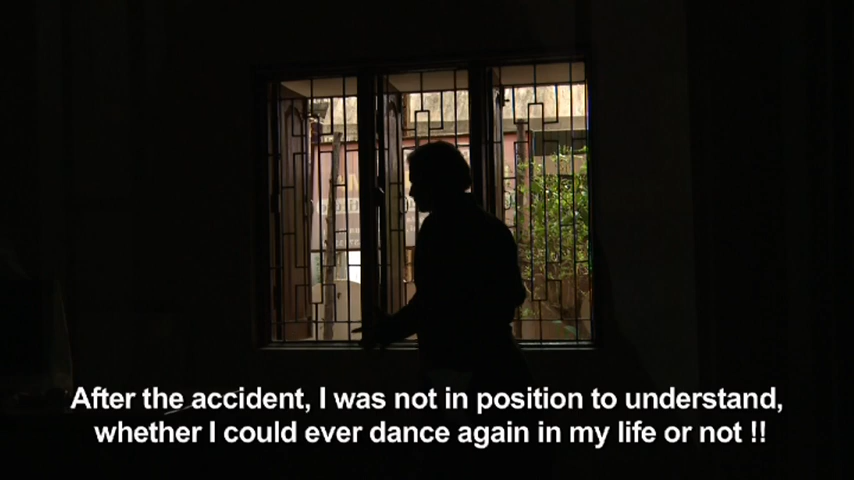 After the accident, I was not in position to understand,
whether I could ever dance again in my life or not !!